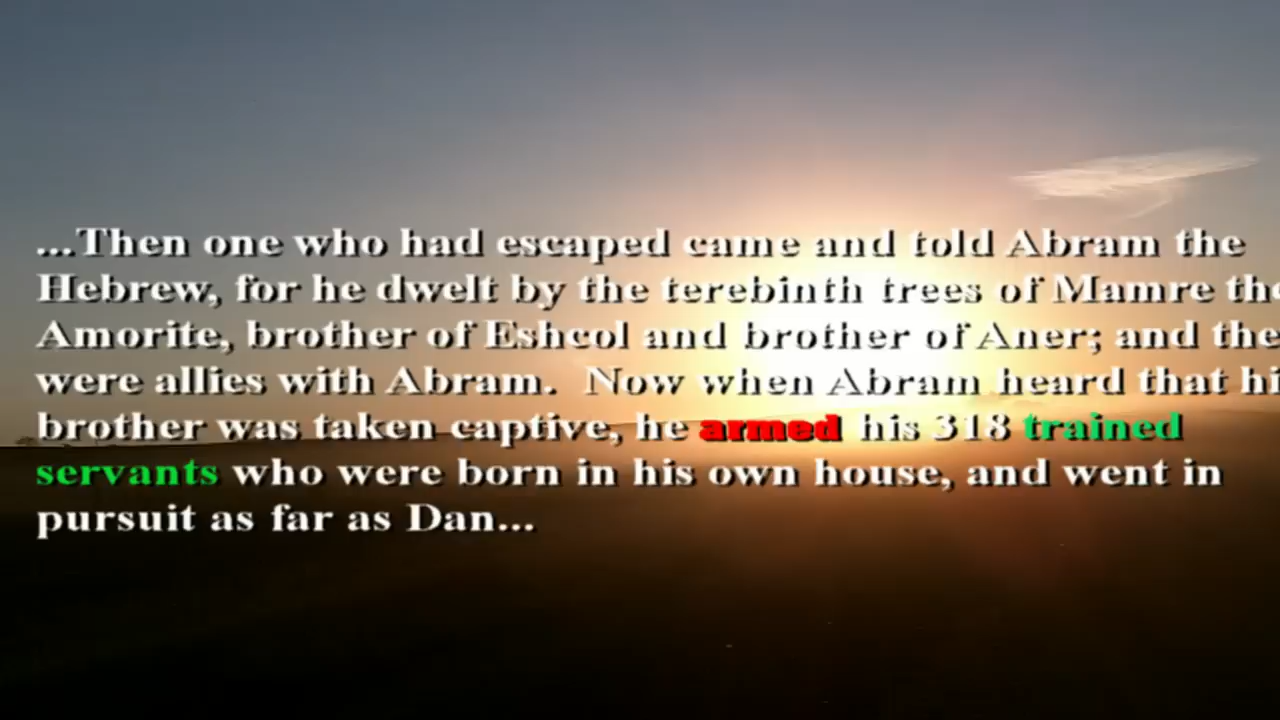 ...Then one who had escaped came and told Abram the
Hebrew, for he dwelt by the terebinth trees of Mamre the
Amorite, brother of Eshcol and brother of Aner; and the
were allies with Abram. Now when Abram heard that hi
brother was taken captive, he armed his 318 trained
servants who were born in his own house, and went in
pursuit as far as Dan...